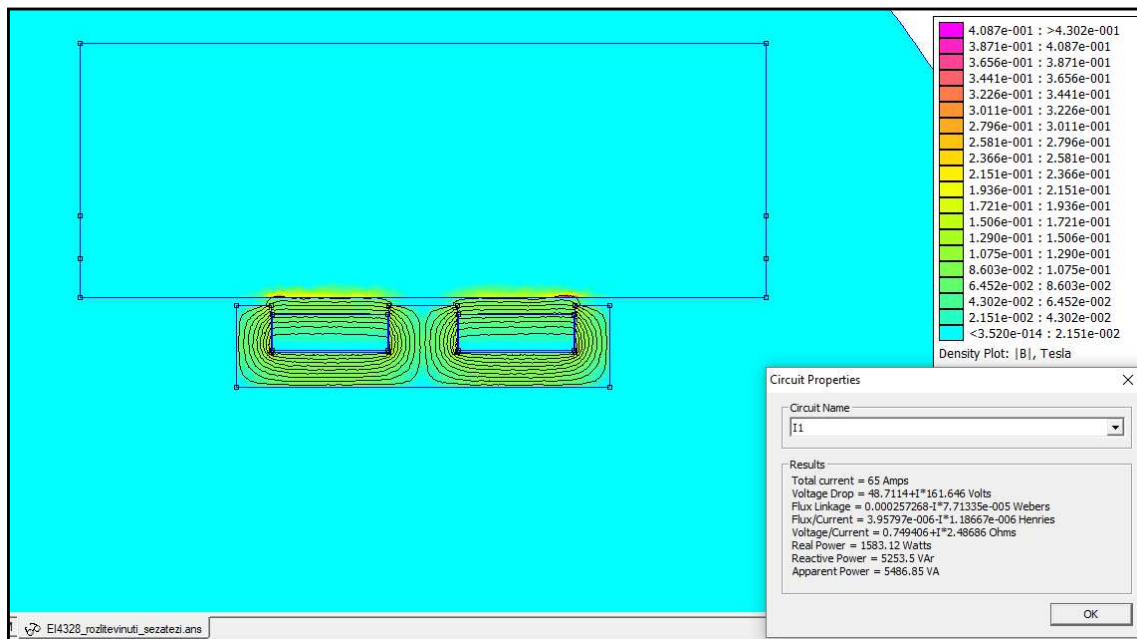 4.087e-001 : >4.302e-001
3.871e-001 : 4.087e-001
3.656e-001 : 3.871e-001
3.441e-001 : 3.656e-001
3.226e-001 : 3.441e-001
3.011e-001 : 3.226e-001
2.796e-001 : 3.011e-001
2.581e-001 : 2.796e-001
2.366e-001 : 2.581e-001
2.151e-001 : 2.366e-001
1.936e-001 : 2.151e-001
1.721e-001 : 1.936e-001
1.506e-001 : 1.721e-001
1.290e-001 : 1.506e-001
1.075e-001 : 1.290e-001
8.603e-002 : 1.075e-001
6.452e-002 : 8.603e-002
4.302e-002 : 6.452e-002
2.151e-002 : 4.302e-002
<3.520e-014 : 2.151e-002
Density Plot: |B|, Tesla
Circuit Properties
Circuit Name
I1
Results
Total current = 65 Amps
Voltage Drop = 48.7114+I*161.646 Volts
Flux Linkage = 0.000257268-I*7.71335e-005 Webers
Flux/Current = 3.95797e-006-I*1.18667e-006 Henries
Voltage/Current = 0.749406+I*2.48686 Ohms
Real Power = 1583.12 Watts
Reactive Power = 5253.5 VAr
Apparent Power = 5486.85 VA
OK
EI4328_rozlitevinuti_sezatezi.ans